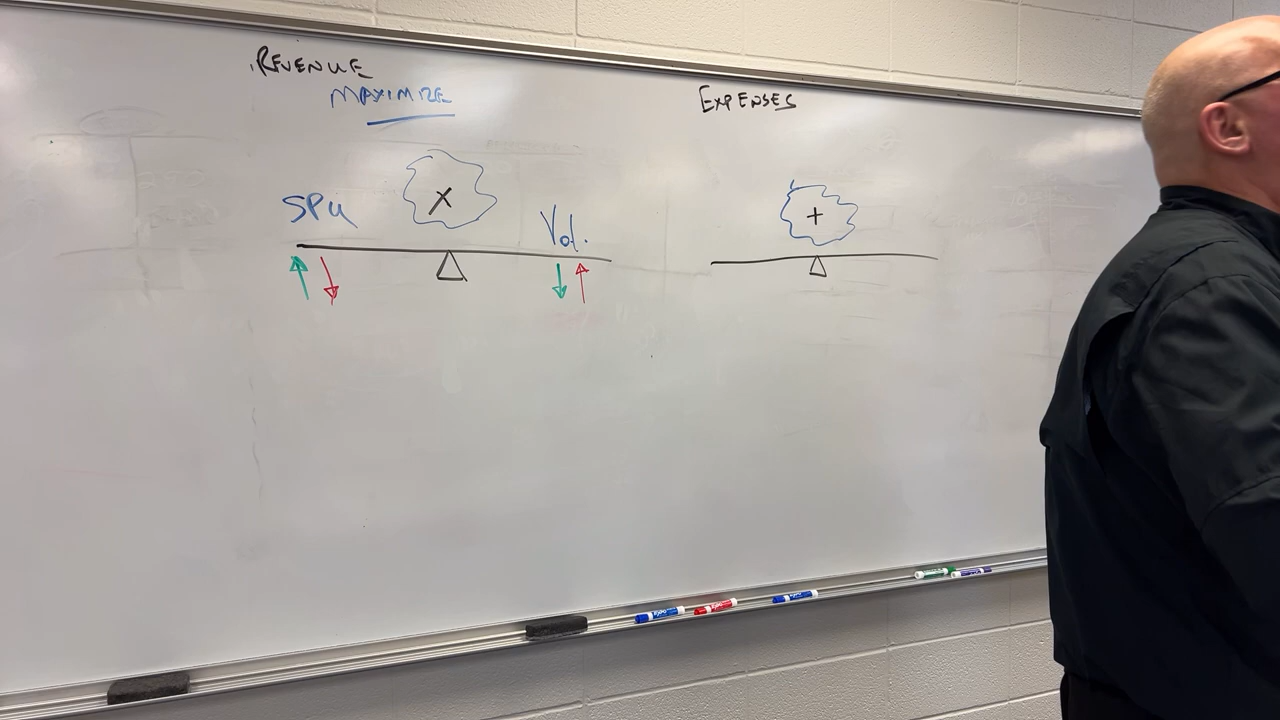 REVENUE
MAXIMIZE
EXPENSES
SPU
X
Vol.
+